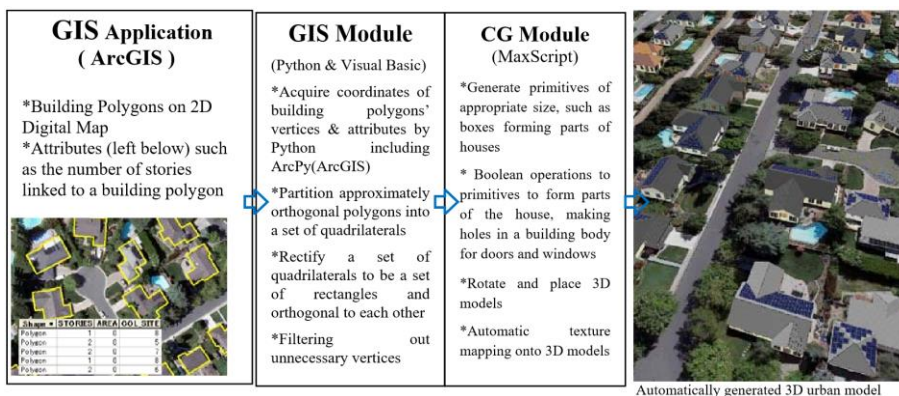 GIS Application
( ArcGIS )
*Building Polygons on 2D
Digital Map
*Attributes (left below) such
as the number of stories
linked to a building polygon
Shape * STORIES AREA
Polygon 1 0
Polygon 2 0 5
Polygon 2 0
Polygon 1 0
Polygon 2 0
GIS Module
(Python & Visual Basic)
*Acquire coordinates of
building polygons’
vertices & attributes by
Python including
ArcPy(ArcGIS)
*Partition approximately
orthogonal polygons into
a set of quadrilaterals
*Rectify a set of
quadrilaterals to be a set
of rectangles and
orthogonal to each other
*Filtering out
unnecessary vertices
CG Module
(MaxScript)
*Generate primitives of
appropriate size, such as
boxes forming parts of
houses
* Boolean operations to
primitives to form parts
of the house, making
holes in a building body
for doors and windows
*Rotate and place 3D
models
*Automatic texture
mapping onto 3D models
Automatically generated 3D urban model